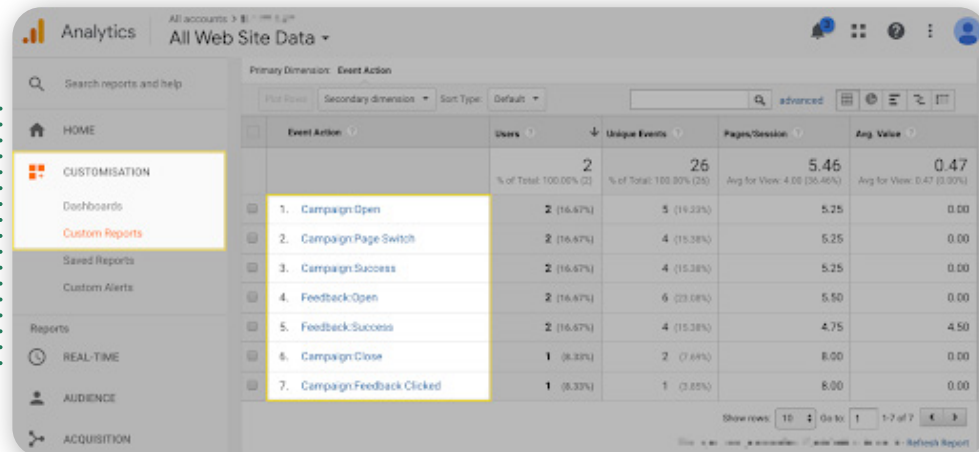 All accounts >
Analytics
All Web Site Data
3
Search reports and help
HOME
CUSTOMISATION
Dashboards
Custom Reports
Saved Reports
Custom Alerts
Reports
REAL-TIME
AUDIENCE
ACQUISITION
Primary Dimension: Event Action
Plot Rows Secondary dimension Sort Type: Default advanced
Event Action Users Unique Events Pages/Session Avg. Value
2 26 5.46 0.47
% of Total: 100.00% (2) % of Total: 100.00% (26) Avg for View: 4.00 (36.46%) Avg for View: 0.47 (0.00%)
1. Campaign:Open 2 (16.67%) 5 (19.23%) 5.25 0.00
2. Campaign:Page Switch 2 (16.67%) 4 (15.38%) 5.25 0.00
3. Campaign:Success 2 (16.67%) 4 (15.38%) 5.25 0.00
4. Feedback:Open 2 (16.67%) 6 (23.08%) 5.50 0.00
5. Feedback:Success 2 (16.67%) 4 (15.38%) 4.75 4.50
6. Campaign:Close 1 (8.33%) 2 (7.69%) 8.00 0.00
7. Campaign:Feedback Clicked 1 (8.33%) 1 (3.85%) 8.00 0.00
Show rows: 10 Go to: 1 1-7 of 7
Refresh Report